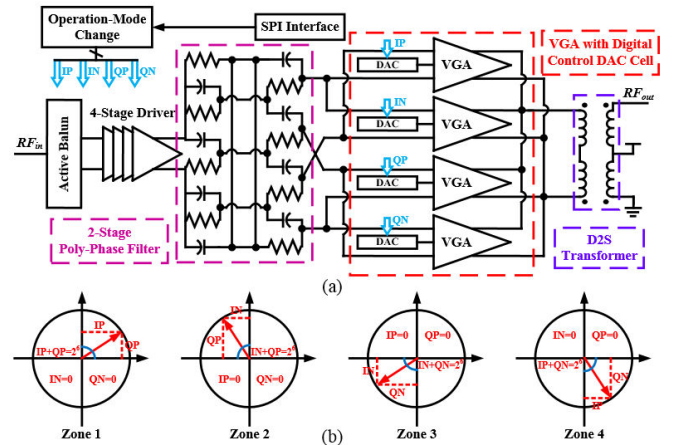 (a)
Operation-Mode
Change
SPI Interface
IP IN QP QN
4-Stage Driver
RFin
Active Balun
2-Stage
Poly-Phase Filter
IP
DAC
VGA
IN
DAC
VGA
QP
DAC
VGA
QN
DAC
VGA
VGA with Digital
Control DAC Cell
RFout
D2S
Transformer
(b)
IP
QP
IP+QP=2⁶
IN=0 QN=0
Zone 1
IN
QP
IN+QP=2⁶
IP=0 QN=0
Zone 2
IP=0 QP=0
IN
IN+QN=2⁶
QN
Zone 3
IN=0 QP=0
IP+QN=2⁶
QN
IP
Zone 4